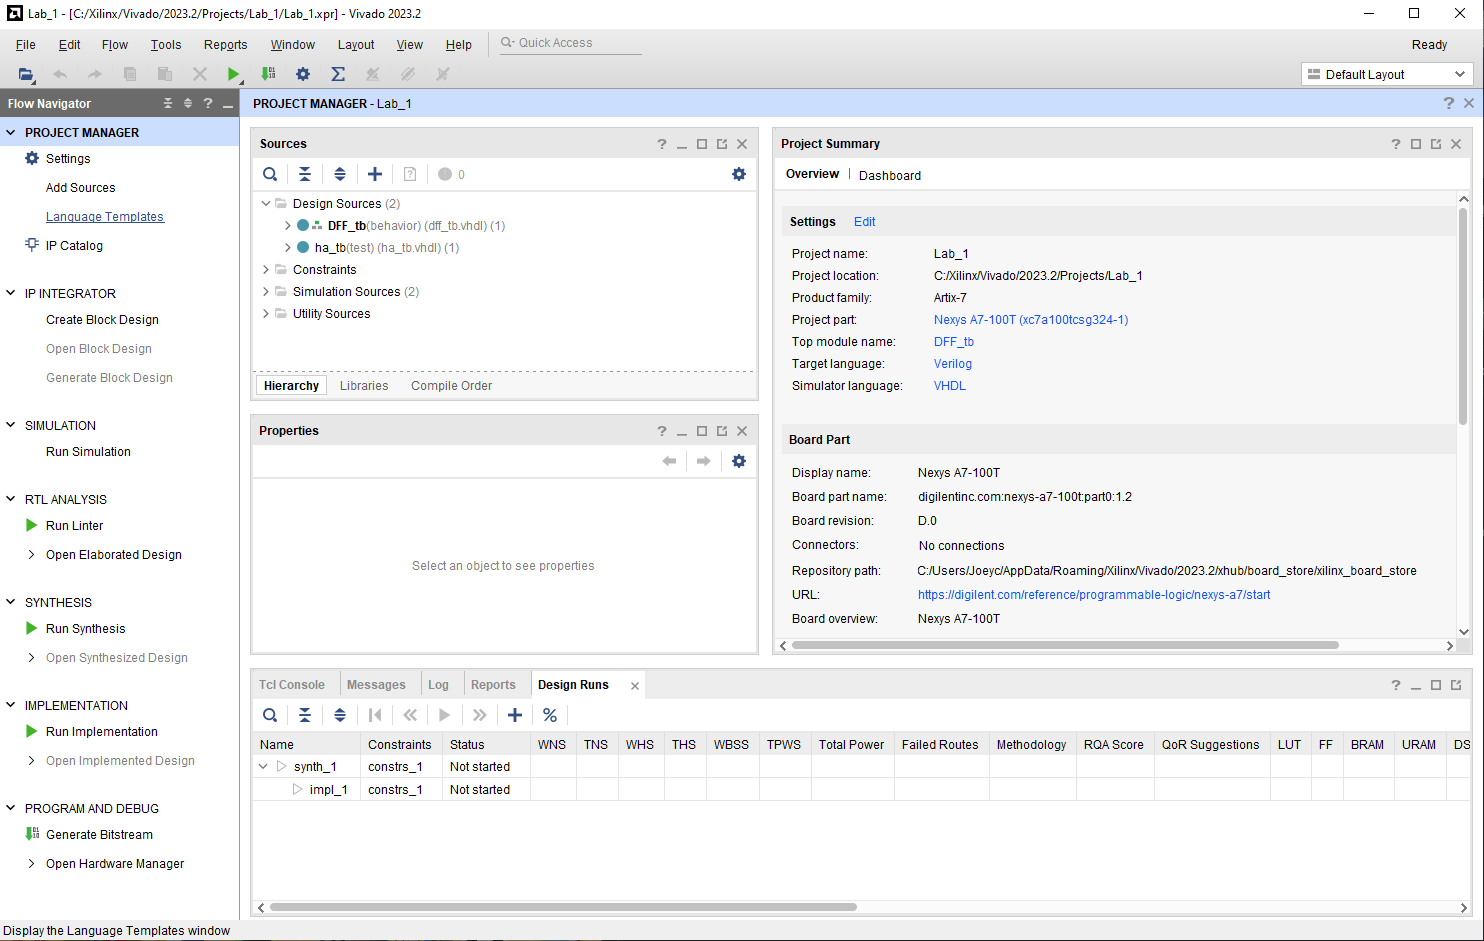 Lab_1 - [C:/Xilinx/Vivado/2023.2/Projects/Lab_1/Lab_1.xpr] - Vivado 2023.2
File Edit Flow Tools Reports Window Layout View Help Quick Access Ready
Default Layout
Flow Navigator
PROJECT MANAGER
Settings
Add Sources
Language Templates
IP Catalog
IP INTEGRATOR
Create Block Design
Open Block Design
Generate Block Design
SIMULATION
Run Simulation
RTL ANALYSIS
Run Linter
Open Elaborated Design
SYNTHESIS
Run Synthesis
Open Synthesized Design
IMPLEMENTATION
Run Implementation
Open Implemented Design
PROGRAM AND DEBUG
Generate Bitstream
Open Hardware Manager
PROJECT MANAGER - Lab_1
Sources
0
Design Sources (2)
DFF_tb(behavior) (dff_tb.vhdl) (1)
ha_tb(test) (ha_tb.vhdl) (1)
Constraints
Simulation Sources (2)
Utility Sources
Hierarchy Libraries Compile Order
Properties
Select an object to see properties
Project Summary
Overview | Dashboard
Settings Edit
Project name: Lab_1
Project location: C:/Xilinx/Vivado/2023.2/Projects/Lab_1
Product family: Artix-7
Project part: Nexys A7-100T (xc7a100tcsg324-1)
Top module name: DFF_tb
Target language: Verilog
Simulator language: VHDL
Board Part
Display name: Nexys A7-100T
Board part name: digilentinc.com:nexys-a7-100t:part0:1.2
Board revision: D.0
Connectors: No connections
Repository path: C:/Users/Joeyc/AppData/Roaming/Xilinx/Vivado/2023.2/xhub/board_store/xilinx_board_store
URL: https://digilent.com/reference/programmable-logic/nexys-a7/start
Board overview: Nexys A7-100T
Tcl Console Messages Log Reports Design Runs
Name Constraints Status WNS TNS WHS THS WBSS TPWS Total Power Failed Routes Methodology RQA Score QoR Suggestions LUT FF BRAM URAM DS
synth_1 constrs_1 Not started
impl_1 constrs_1 Not started
Display the Language Templates window